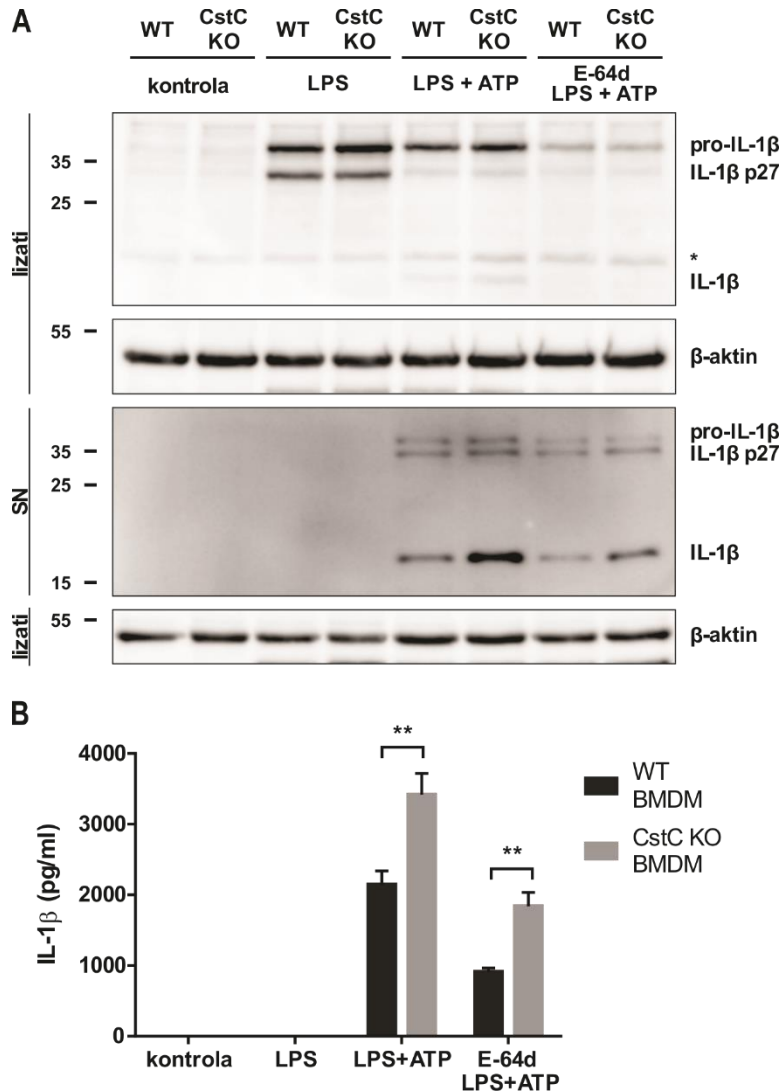 A
WT CstC KO WT CstC KO WT CstC KO WT CstC KO
kontrola LPS LPS + ATP E-64d LPS + ATP
lizati
35
25
pro-IL-1β
IL-1β p27
*
IL-1β
55
β-aktin
SN
35
25
15
pro-IL-1β
IL-1β p27
IL-1β
lizati
55
β-aktin
B
IL-1β (pg/ml)
4000
3000
2000
1000
0
**
**
WT
BMDM
CstC KO
BMDM
kontrola LPS LPS+ATP E-64d
LPS+ATP